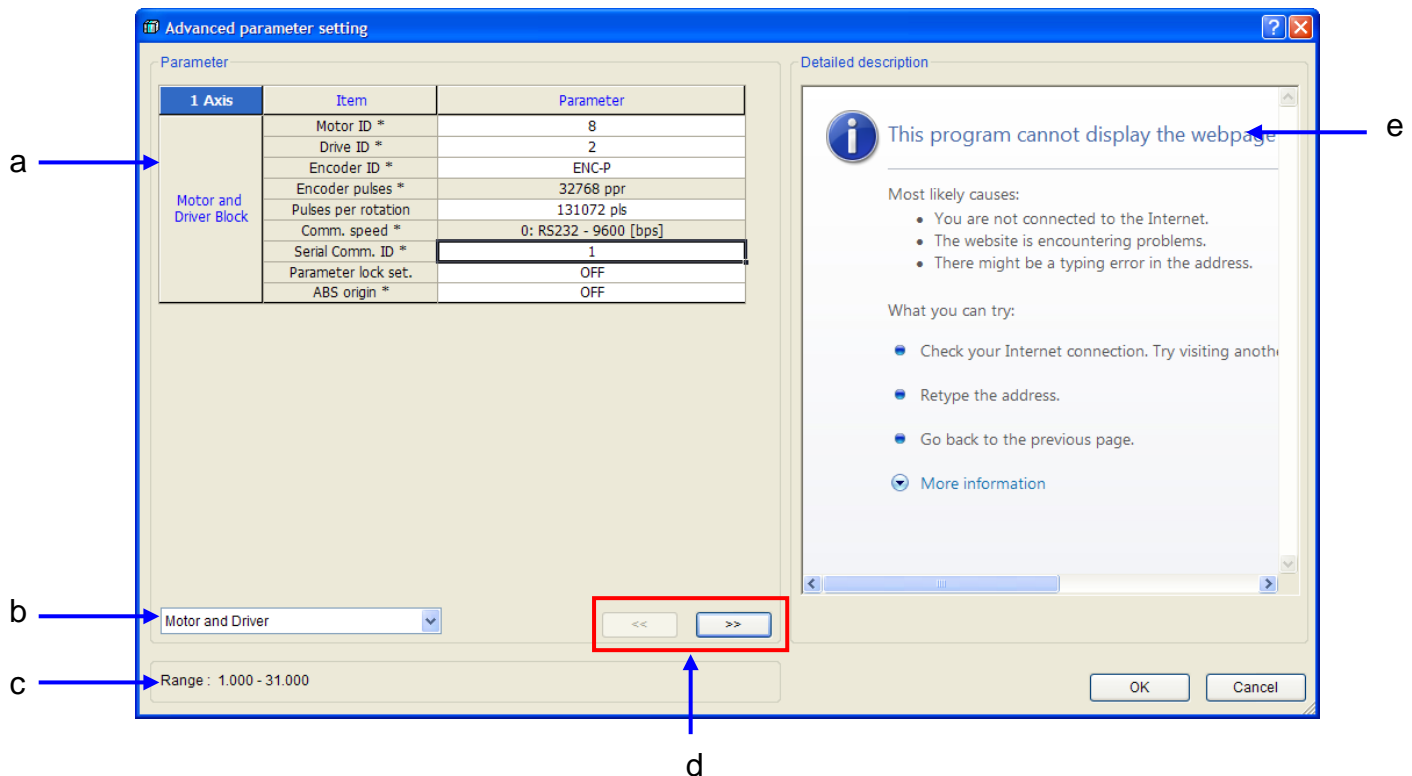 Advanced parameter setting
Parameter
1 Axis Item Parameter
Motor and Driver Block
Motor ID * 8
Drive ID * 2
Encoder ID * ENC-P
Encoder pulses * 32768 ppr
Pulses per rotation 131072 pls
Comm. speed * 0: RS232 - 9600 [bps]
Serial Comm. ID * 1
Parameter lock set. OFF
ABS origin * OFF
Motor and Driver
<< >>
Range : 1.000 - 31.000
Detailed description
This program cannot display the webpage
Most likely causes:
You are not connected to the Internet.
The website is encountering problems.
There might be a typing error in the address.
What you can try:
Check your Internet connection. Try visiting anothe
Retype the address.
Go back to the previous page.
More information
OK Cancel
a
b
c
d
e